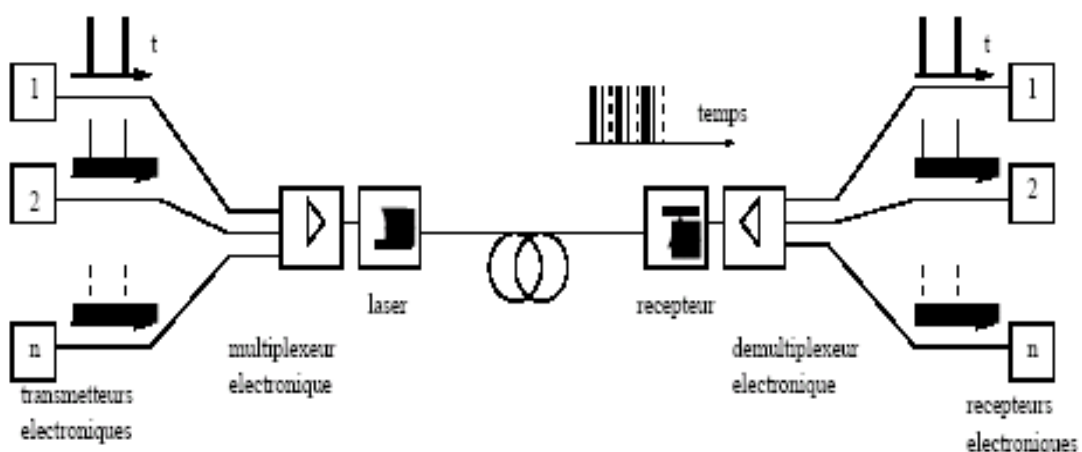 t
1
2
n
transmetteurs
electroniques
multiplexeur
electronique
laser
temps
recepteur
demultiplexeur
electronique
t
1
2
n
recepteurs
electroniques